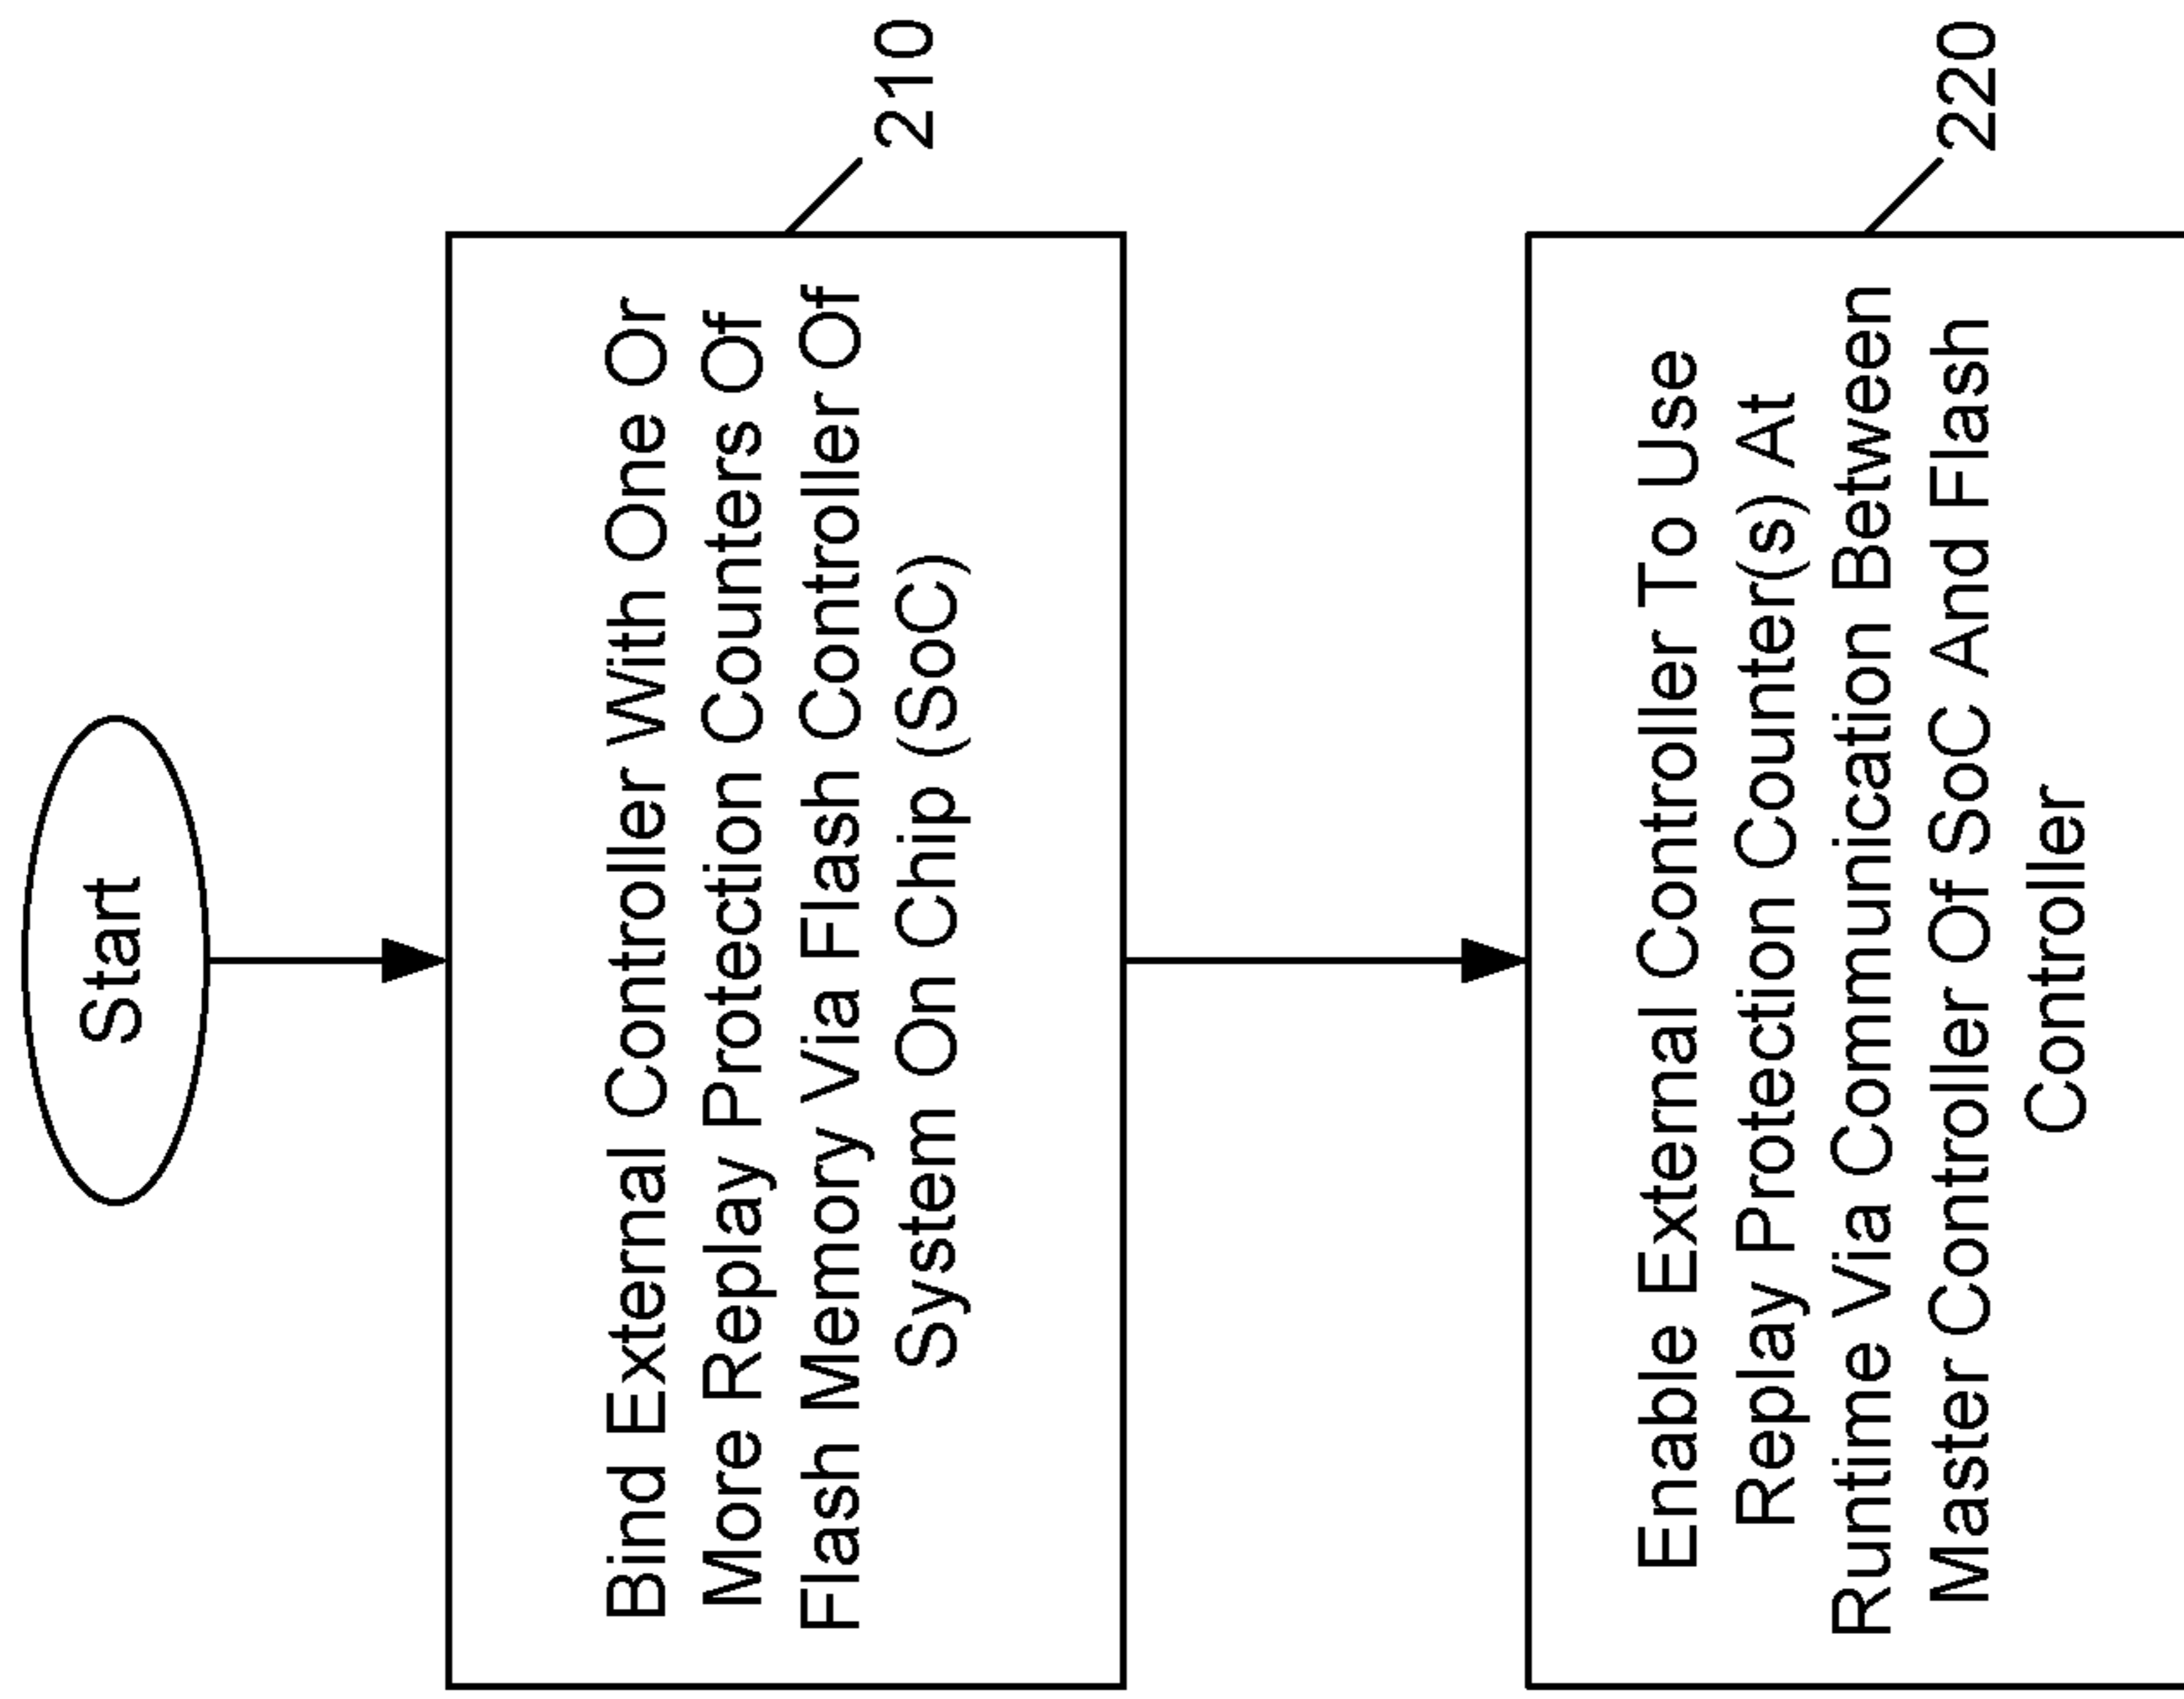 Start
Bind External Controller With One Or
More Replay Protection Counters Of
Flash Memory Via Flash Controller Of
System On Chip (SoC)
210
Enable External Controller To Use
Replay Protection Counter(s) At
Runtime Via Communication Between
Master Controller Of SoC And Flash
Controller
220